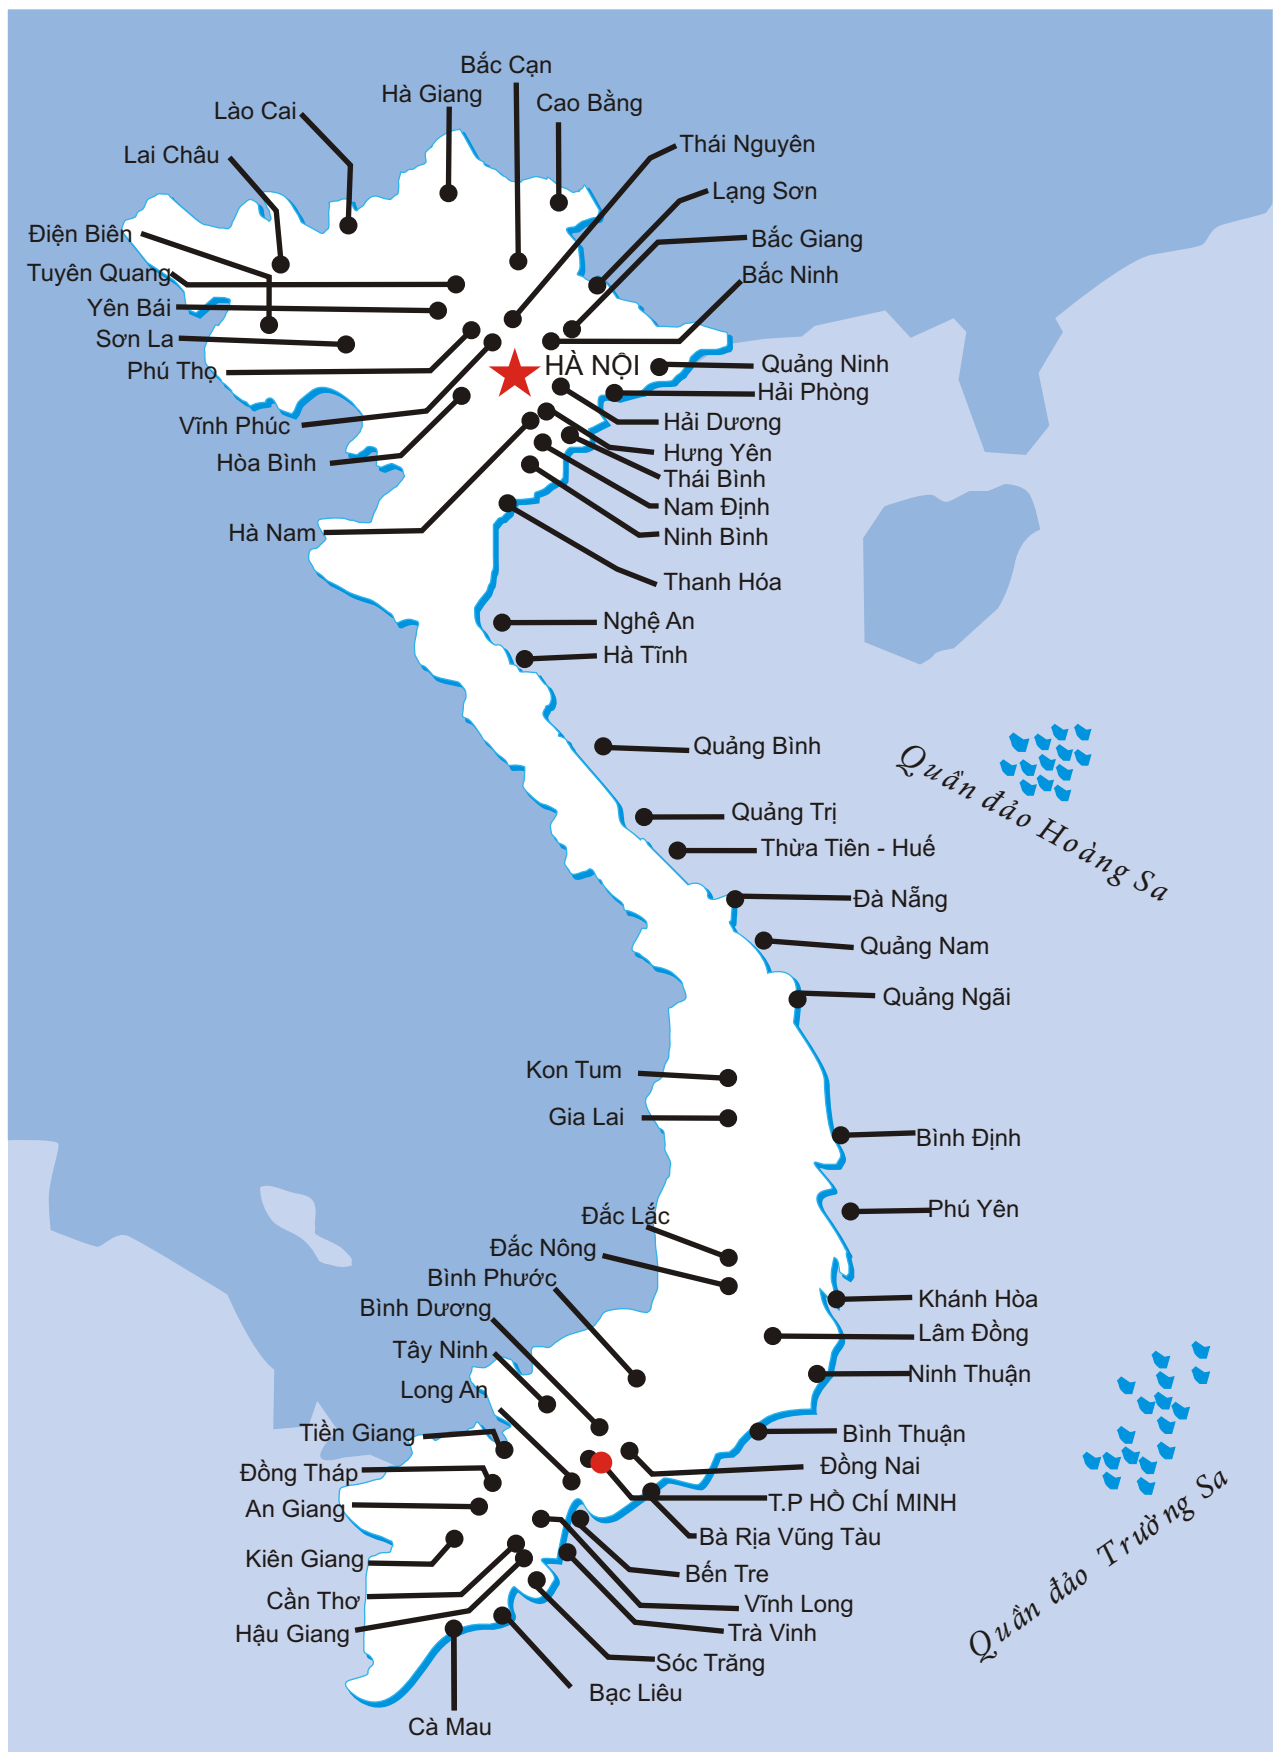 Bắc Cạn
Hà Giang
Cao Bằng
Lào Cai
Thái Nguyên
Lai Châu
Lạng Sơn
Điện Biên
Bắc Giang
Tuyên Quang
Bắc Ninh
Yên Bái
Sơn La
HÀ NỘI
Quảng Ninh
Phú Thọ
Hải Phòng
Vĩnh Phúc
Hải Dương
Hưng Yên
Hòa Bình
Thái Bình
Nam Định
Hà Nam
Ninh Bình
Thanh Hóa
Nghệ An
Hà Tĩnh
Quảng Bình
Quần đảo Hoàng Sa
Quảng Trị
Thừa Tiên - Huế
Đà Nẵng
Quảng Nam
Quảng Ngãi
Kon Tum
Gia Lai
Bình Định
Phú Yên
Đắc Lắc
Đắc Nông
Bình Phước
Khánh Hòa
Bình Dương
Lâm Đồng
Tây Ninh
Ninh Thuận
Long An
Tiền Giang
Bình Thuận
Đồng Nai
Đồng Tháp
T.P HỒ ChÍ MINH
An Giang
Bà Rịa Vũng Tàu
Quần đảo Trường Sa
Kiên Giang
Bến Tre
Cần Thơ
Vĩnh Long
Hậu Giang
Trà Vinh
Sóc Trăng
Bạc Liêu
Cà Mau